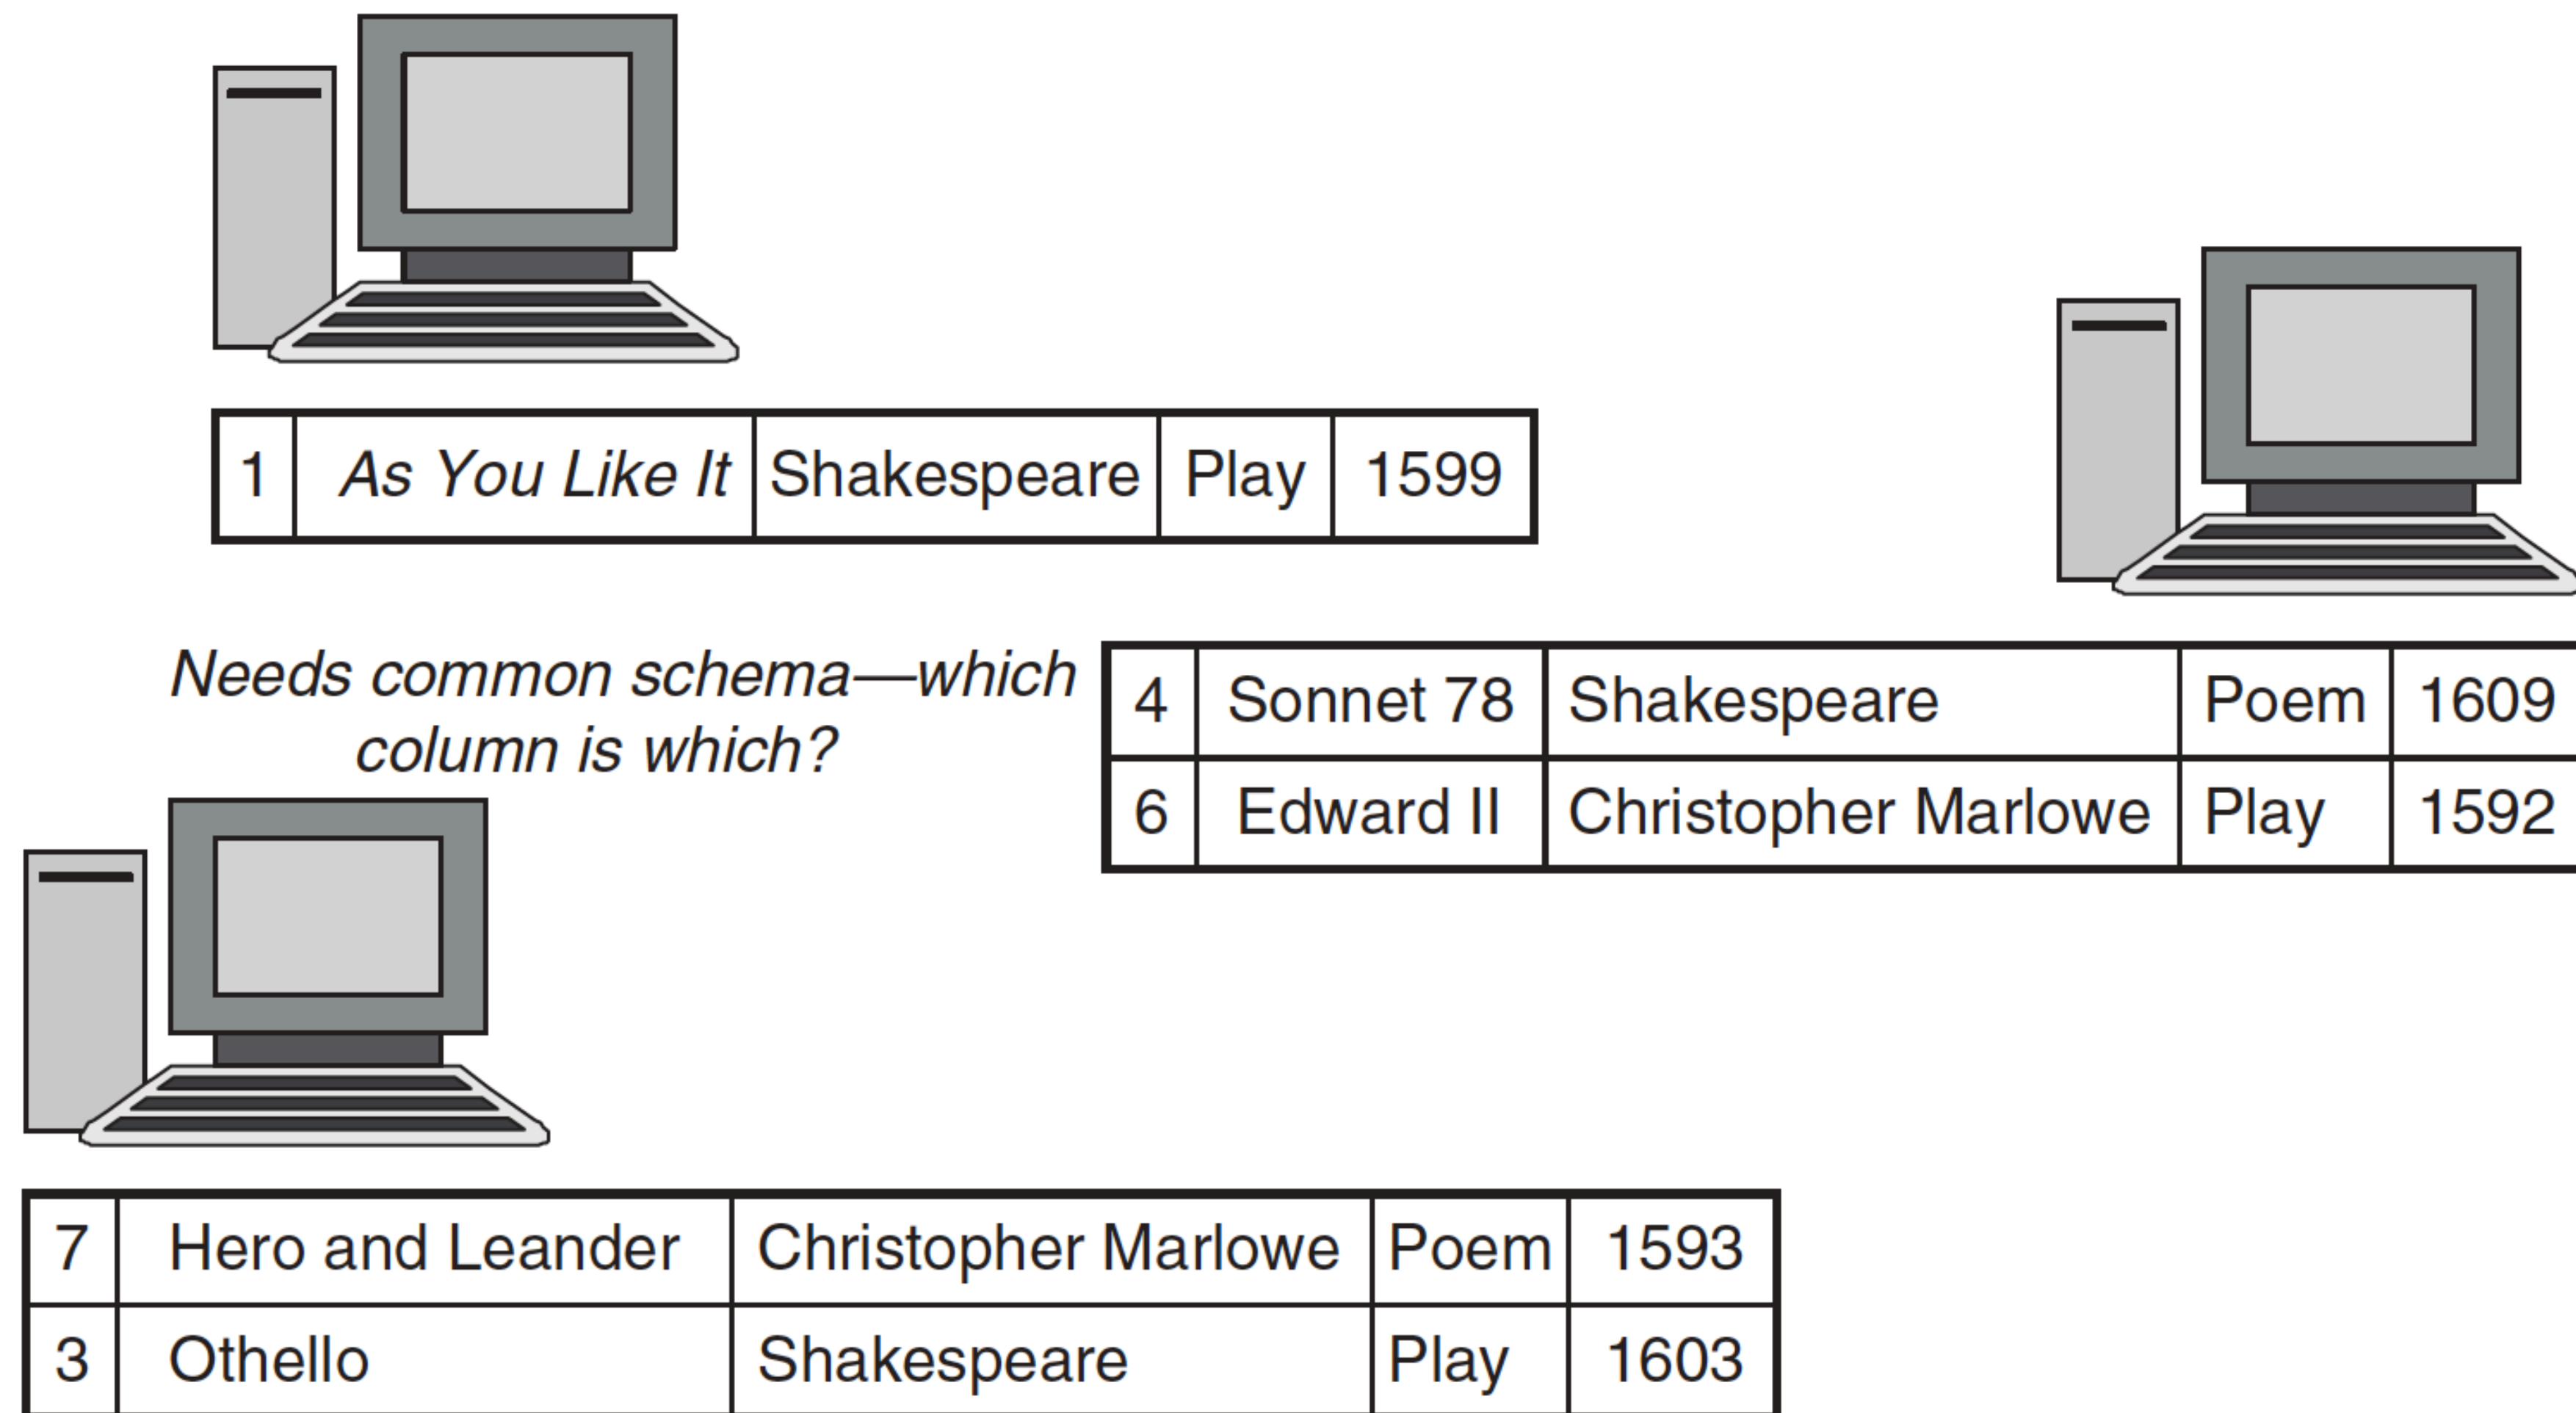 1 As You Like It Shakespeare Play 1599
Needs common schema—which
column is which?
4 Sonnet 78 Shakespeare Poem 1609
6 Edward II Christopher Marlowe Play 1592
7 Hero and Leander Christopher Marlowe Poem 1593
3 Othello Shakespeare Play 1603